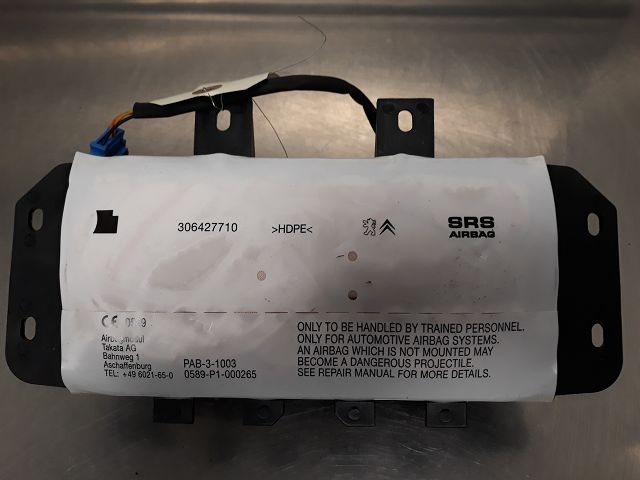 306427710
>HDPE<
SRS
AIRBAG
CE
Takata AG
Bahnweg 1
Aschaffenburg
TEL: +49 6021-65-0
PAB-3-1003
0589-P1-000265
ONLY TO BE HANDLED BY TRAINED PERSONNEL.
ONLY FOR AUTOMOTIVE AIRBAG SYSTEMS.
AN AIRBAG WHICH IS NOT MOUNTED MAY
BECOME A DANGEROUS PROJECTILE.
SEE REPAIR MANUAL FOR MORE DETAILS.